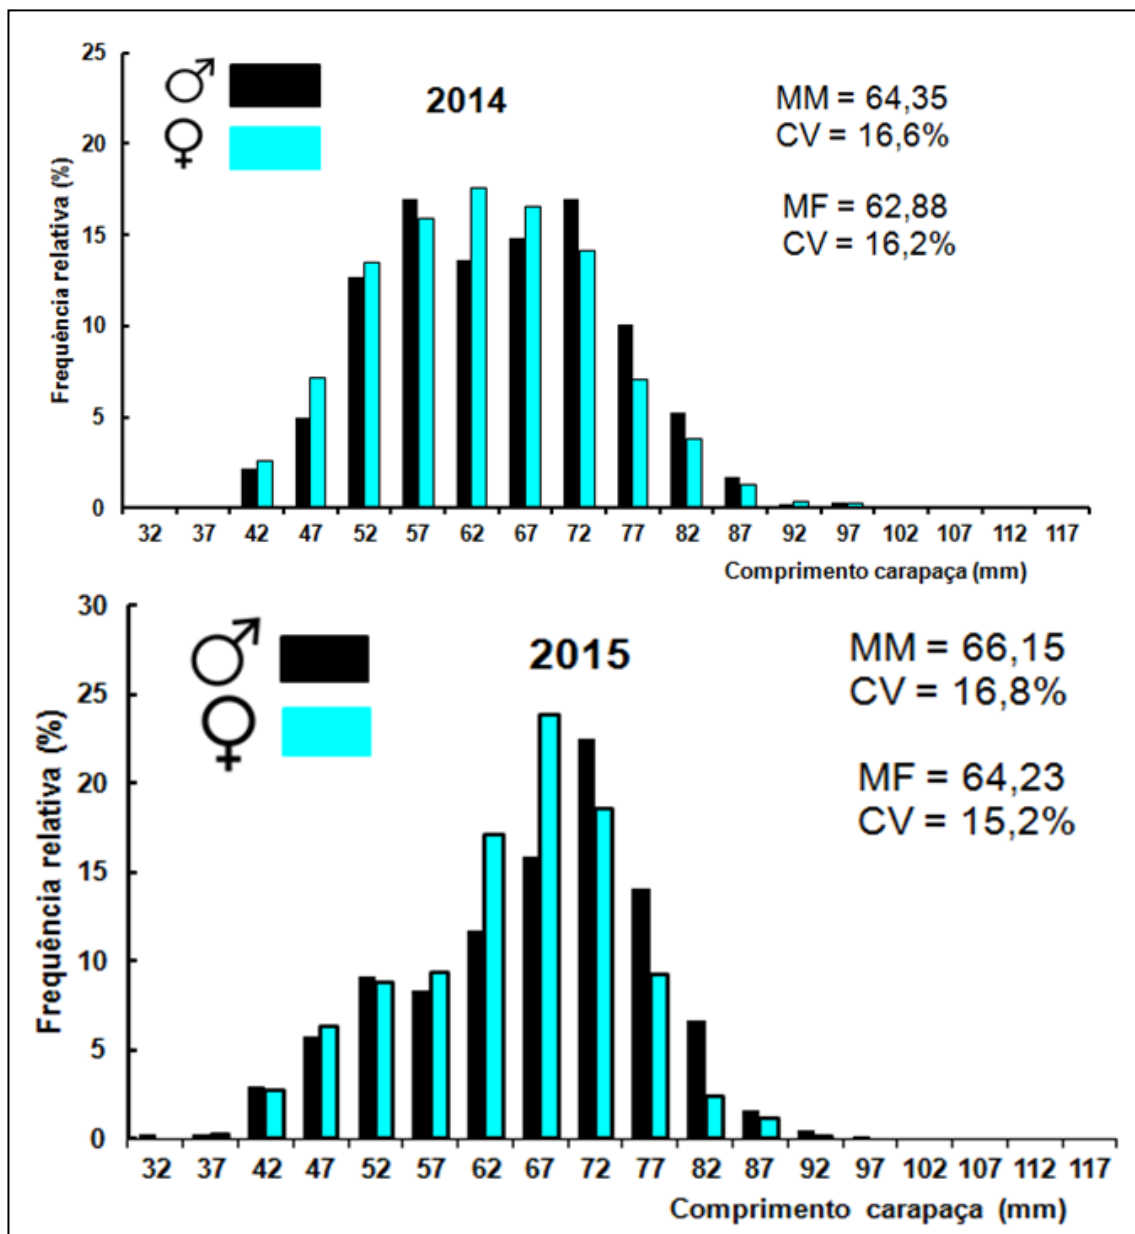 25
20
15
10
5
0
Frequência relativa (%)
♂
♀
2014
MM = 64,35
CV = 16,6%
MF = 62,88
CV = 16,2%
32 37 42 47 52 57 62 67 72 77 82 87 92 97 102 107 112 117
Comprimento carapaça (mm)
30
25
20
15
10
5
0
Frequência relativa (%)
♂
♀
2015
MM = 66,15
CV = 16,8%
MF = 64,23
CV = 15,2%
32 37 42 47 52 57 62 67 72 77 82 87 92 97 102 107 112 117
Comprimento carapaça (mm)